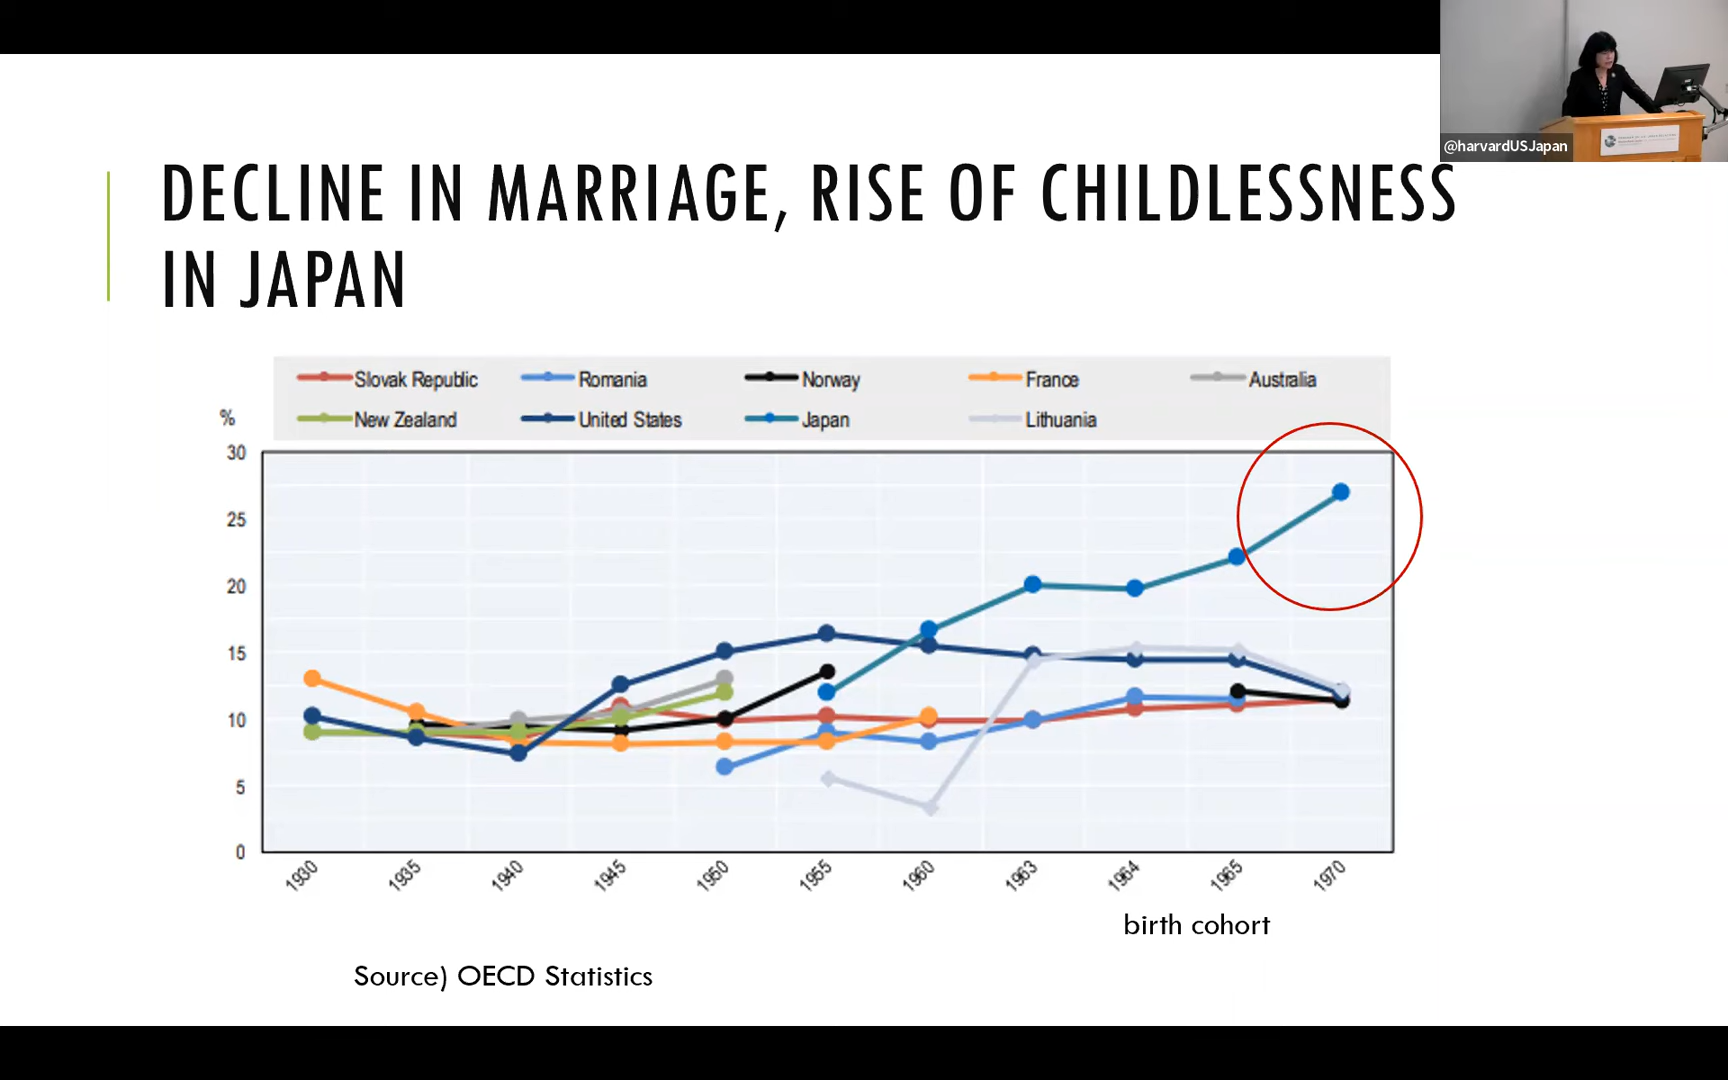 @harvardUSJapan
DECLINE IN MARRIAGE, RISE OF CHILDLESSNESS
IN JAPAN
Slovak Republic Romania Norway France Australia
New Zealand United States Japan Lithuania
%
30
25
20
15
10
5
0
1930 1935 1940 1945 1950 1955 1960 1963 1964 1965 1970
birth cohort
Source) OECD Statistics